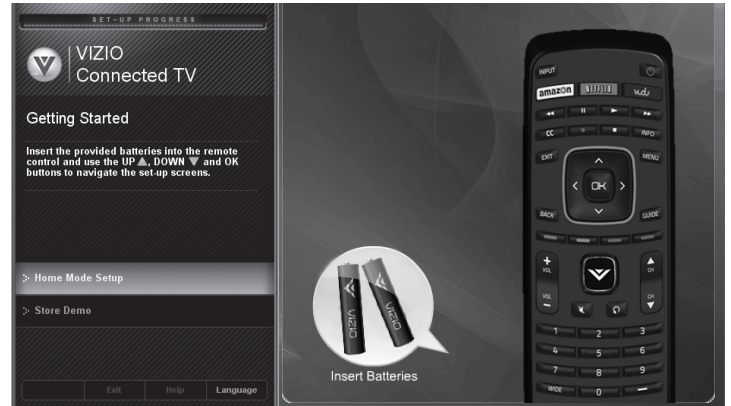 SET-UP PROGRESS
VIZIO
Connected TV
Getting Started
Insert the provided batteries into the remote
control and use the UP ▲, DOWN ▼ and OK
buttons to navigate the set-up screens.
> Home Mode Setup
> Store Demo
Exit Help Language
VIZIO
VIZIO
Insert Batteries
INPUT
amazon NETFLIX vudu
CC INFO
EXIT MENU
OK
BACK GUIDE
+
VOL CH
VOL CH
−
1 2 3
4 5 6
7 8 9
WIDE 0 —